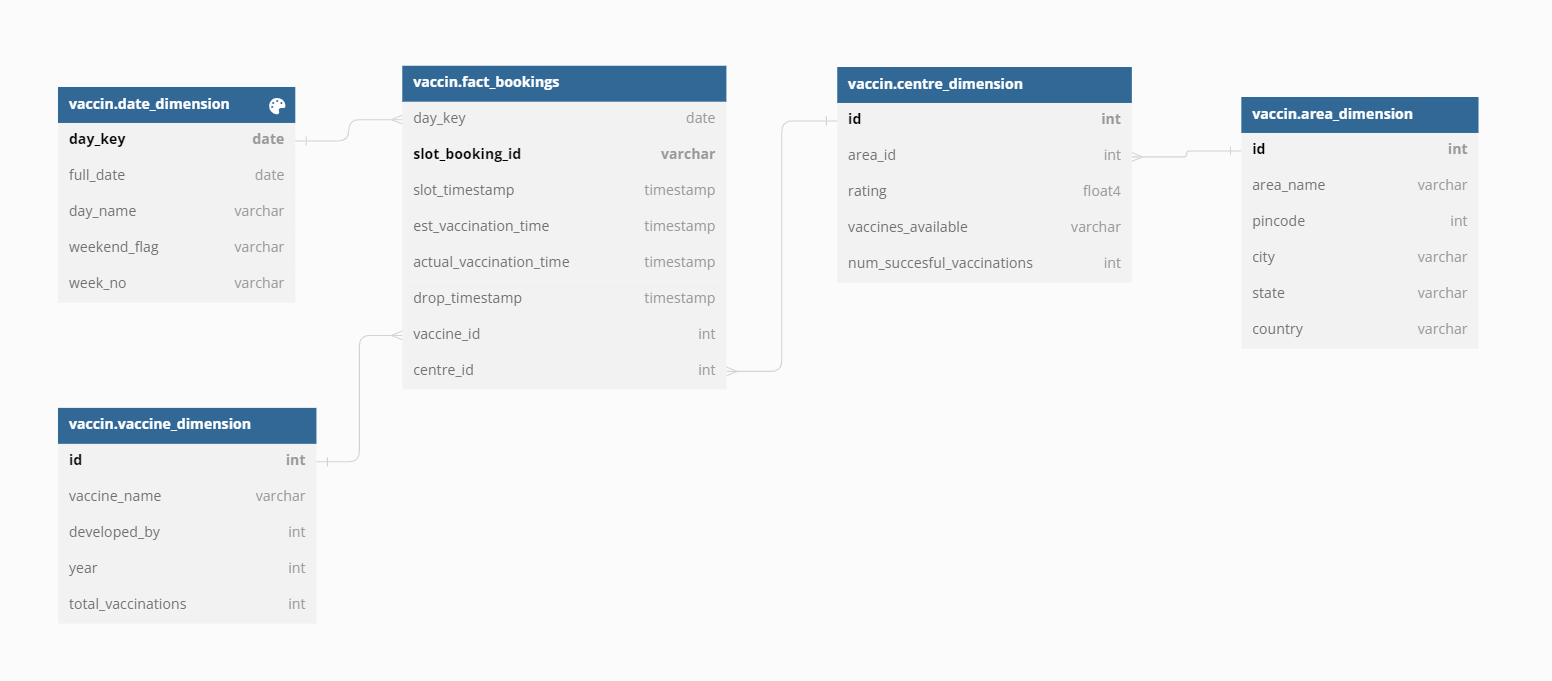 vaccin.date_dimension
day_key date
full_date date
day_name varchar
weekend_flag varchar
week_no varchar
vaccin.fact_bookings
day_key date
slot_booking_id varchar
slot_timestamp timestamp
est_vaccination_time timestamp
actual_vaccination_time timestamp
drop_timestamp timestamp
vaccine_id int
centre_id int
vaccin.centre_dimension
id int
area_id int
rating float4
vaccines_available varchar
num_succesful_vaccinations int
vaccin.area_dimension
id int
area_name varchar
pincode int
city varchar
state varchar
country varchar
vaccin.vaccine_dimension
id int
vaccine_name varchar
developed_by int
year int
total_vaccinations int